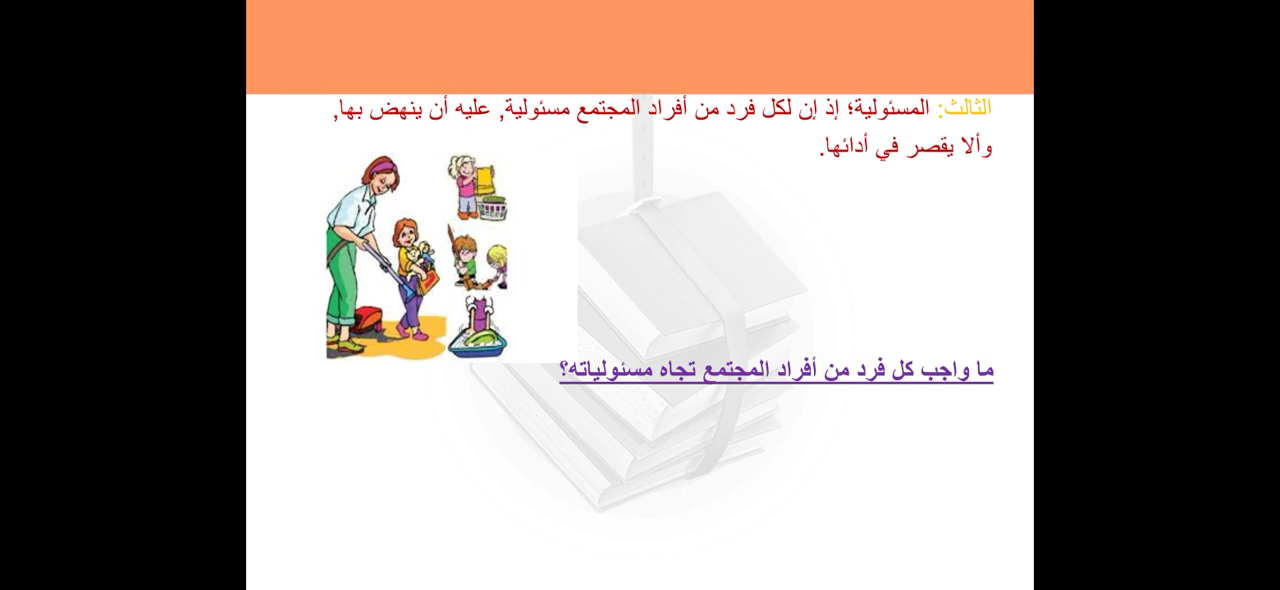 الثالث: المسئولية؛ إذ إن لكل فرد من أفراد المجتمع مسئولية, عليه أن ينهض بها,
وألا يقصر في أدائها.
ما واجب كل فرد من أفراد المجتمع تجاه مسئولياته؟